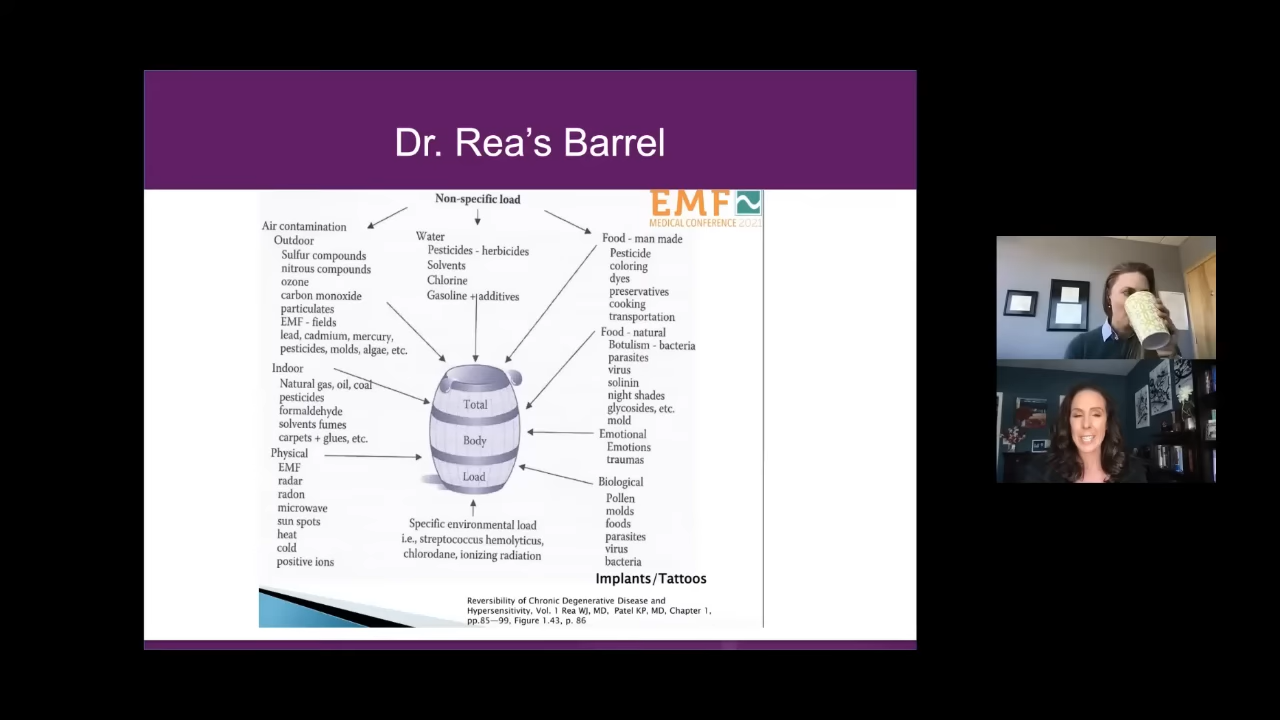 Dr. Rea's Barrel
EMF
MEDICAL CONFERENCE 2021
Non-specific load
Air contamination
Outdoor
Sulfur compounds
nitrous compounds
ozone
carbon monoxide
particulates
EMF - fields
lead, cadmium, mercury,
pesticides, molds, algae, etc.
Indoor
Natural gas, oil, coal
pesticides
formaldehyde
solvents fumes
carpets + glues, etc.
Physical
EMF
radar
radon
microwave
sun spots
heat
cold
positive ions
Water
Pesticides - herbicides
Solvents
Chlorine
Gasoline + additives
Total
Body
Load
Specific environmental load
i.e., streptococcus hemolyticus,
chlorodane, ionizing radiation
Food - man made
Pesticide
coloring
dyes
preservatives
cooking
transportation
Food - natural
Botulism - bacteria
parasites
virus
solinin
night shades
glycosides, etc.
mold
Emotional
Emotions
traumas
Biological
Pollen
molds
foods
parasites
virus
bacteria
Implants/Tattoos
Reversibility of Chronic Degenerative Disease and
Hypersensitivity, Vol. 1 Rea WJ, MD, Patel KP, MD, Chapter 1,
pp.85—99, Figure 1.43, p. 86